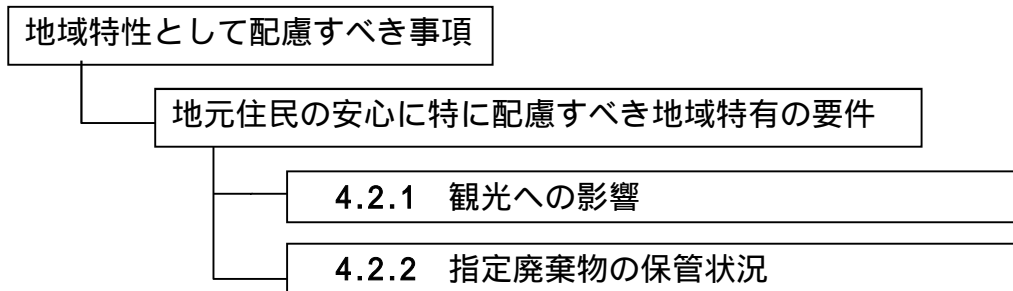 地域特性として配慮すべき事項
地元住民の安心に特に配慮すべき地域特有の要件
4.2.1 観光への影響
4.2.2 指定廃棄物の保管状況